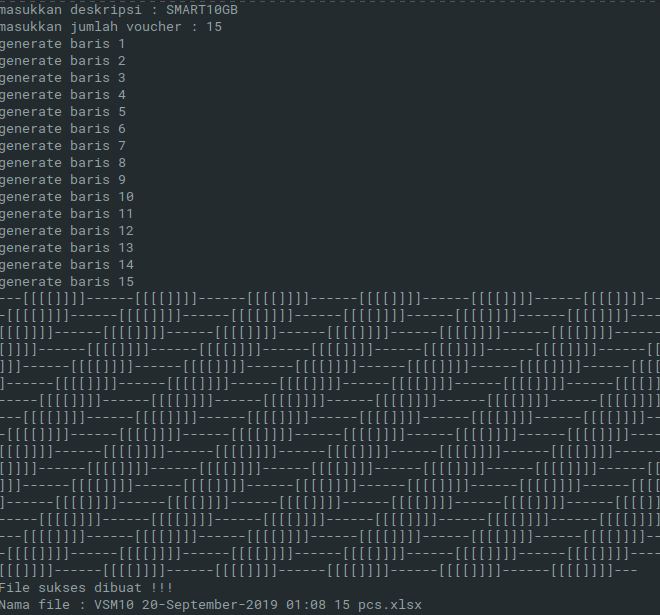 masukkan deskripsi : SMART10GB
masukkan jumlah voucher : 15
generate baris 1
generate baris 2
generate baris 3
generate baris 4
generate baris 5
generate baris 6
generate baris 7
generate baris 8
generate baris 9
generate baris 10
generate baris 11
generate baris 12
generate baris 13
generate baris 14
generate baris 15
---[[[[]]]]------[[[[]]]]------[[[[]]]]------[[[[]]]]------[[[[]]]]------[[[[]]]]--
-[[[[]]]]------[[[[]]]]------[[[[]]]]------[[[[]]]]------[[[[]]]]------[[[[]]]]----
[[[]]]]------[[[[]]]]------[[[[]]]]------[[[[]]]]------[[[[]]]]------[[[[]]]]------
[]]]]------[[[[]]]]------[[[[]]]]------[[[[]]]]------[[[[]]]]------[[[[]]]]------[[
]]]------[[[[]]]]------[[[[]]]]------[[[[]]]]------[[[[]]]]------[[[[]]]]------[[[[
]------[[[[]]]]------[[[[]]]]------[[[[]]]]------[[[[]]]]------[[[[]]]]------[[[[]]
-----[[[[]]]]------[[[[]]]]------[[[[]]]]------[[[[]]]]------[[[[]]]]------[[[[]]]]
---[[[[]]]]------[[[[]]]]------[[[[]]]]------[[[[]]]]------[[[[]]]]------[[[[]]]]--
-[[[[]]]]------[[[[]]]]------[[[[]]]]------[[[[]]]]------[[[[]]]]------[[[[]]]]----
[[[]]]]------[[[[]]]]------[[[[]]]]------[[[[]]]]------[[[[]]]]------[[[[]]]]------
[]]]]------[[[[]]]]------[[[[]]]]------[[[[]]]]------[[[[]]]]------[[[[]]]]------[[
]]]------[[[[]]]]------[[[[]]]]------[[[[]]]]------[[[[]]]]------[[[[]]]]------[[[[
]------[[[[]]]]------[[[[]]]]------[[[[]]]]------[[[[]]]]------[[[[]]]]------[[[[]]
-----[[[[]]]]------[[[[]]]]------[[[[]]]]------[[[[]]]]------[[[[]]]]------[[[[]]]]
---[[[[]]]]------[[[[]]]]------[[[[]]]]------[[[[]]]]------[[[[]]]]------[[[[]]]]--
-[[[[]]]]------[[[[]]]]------[[[[]]]]------[[[[]]]]------[[[[]]]]------[[[[]]]]----
[[[]]]]------[[[[]]]]------[[[[]]]]------[[[[]]]]------[[[[]]]]------[[[[]]]]---
File sukses dibuat !!!
Nama file : VSM10 20-September-2019 01:08 15 pcs.xlsx